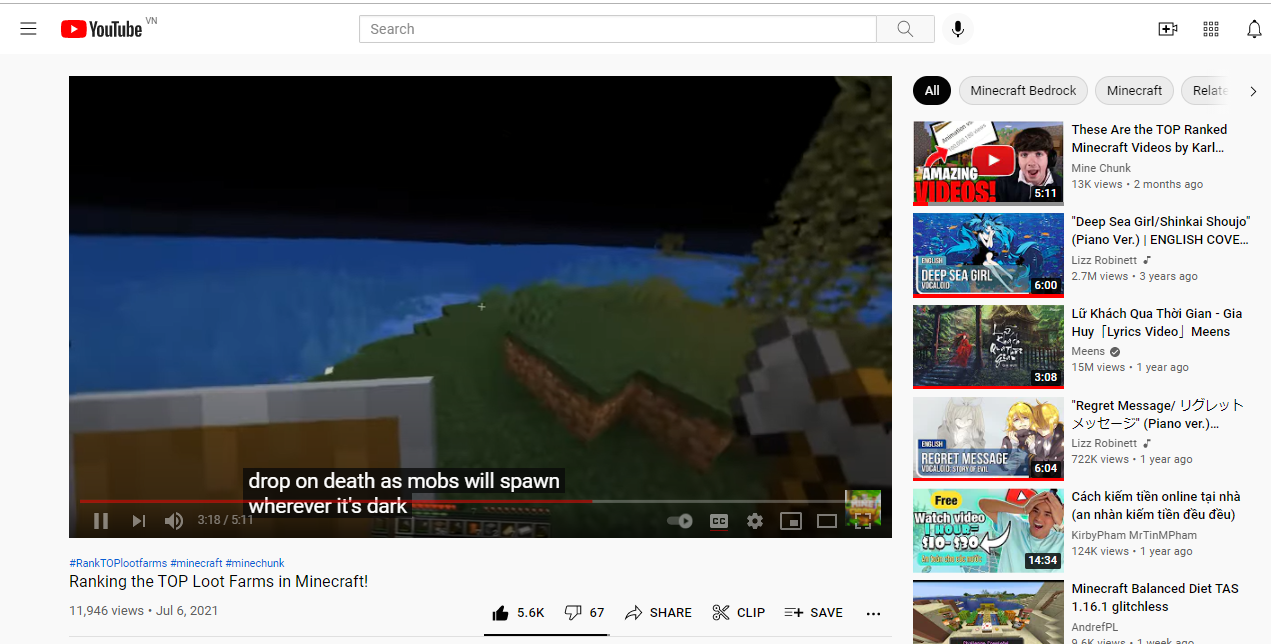 YouTube VN
Search
All
Minecraft Bedrock
Minecraft
Relate
drop on death as mobs will spawn
wherever it's dark
3:18 / 5:11
CC
#RankTOPlootfarms #minecraft #minechunk
Ranking the TOP Loot Farms in Minecraft!
11,946 views • Jul 6, 2021
5.6K
67
SHARE
CLIP
SAVE
AMAZING
VIDEOS!
5:11
These Are the TOP Ranked
Minecraft Videos by Karl...
Mine Chunk
13K views • 2 months ago
ENGLISH
DEEP SEA GIRL
VOCALOID
6:00
"Deep Sea Girl/Shinkai Shoujo"
(Piano Ver.) | ENGLISH COVE...
Lizz Robinett
2.7M views • 3 years ago
Lữ
Khách
Qua Thời
Gian
3:08
Lữ Khách Qua Thời Gian - Gia
Huy「Lyrics Video」Meens
Meens
15M views • 1 year ago
ENGLISH
REGRET MESSAGE
VOCALOID: STORY OF EVIL
6:04
"Regret Message/ リグレット
メッセージ" (Piano ver.)...
Lizz Robinett
722K views • 1 year ago
Free
Watch video
1 HOUR =
$10-$30
14:34
Cách kiếm tiền online tại nhà
(an nhàn kiếm tiền đều đều)
KirbyPham MrTinMPham
124K views • 1 year ago
Minecraft Balanced Diet TAS
1.16.1 glitchless
AndrefPL
9.6K views • 1 week ago